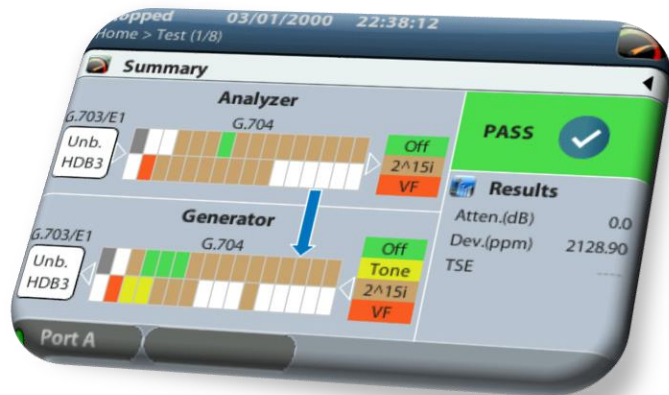 Stopped 03/01/2000 22:38:12
Home > Test (1/8)
Summary
Analyzer
G.703/E1
G.704
Unb.
HDB3
Off
2^15i
VF
Generator
G.703/E1
G.704
Unb.
HDB3
Off
Tone
2^15i
VF
PASS
Results
Atten.(dB) 0.0
Dev.(ppm) 2128.90
TSE ----
Port A